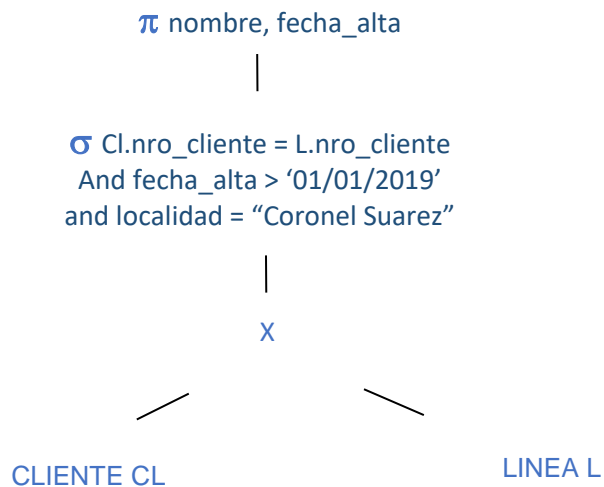 π nombre, fecha_alta
σ Cl.nro_cliente = L.nro_cliente
And fecha_alta > ‘01/01/2019’
and localidad = “Coronel Suarez”
X
CLIENTE CL
LINEA L